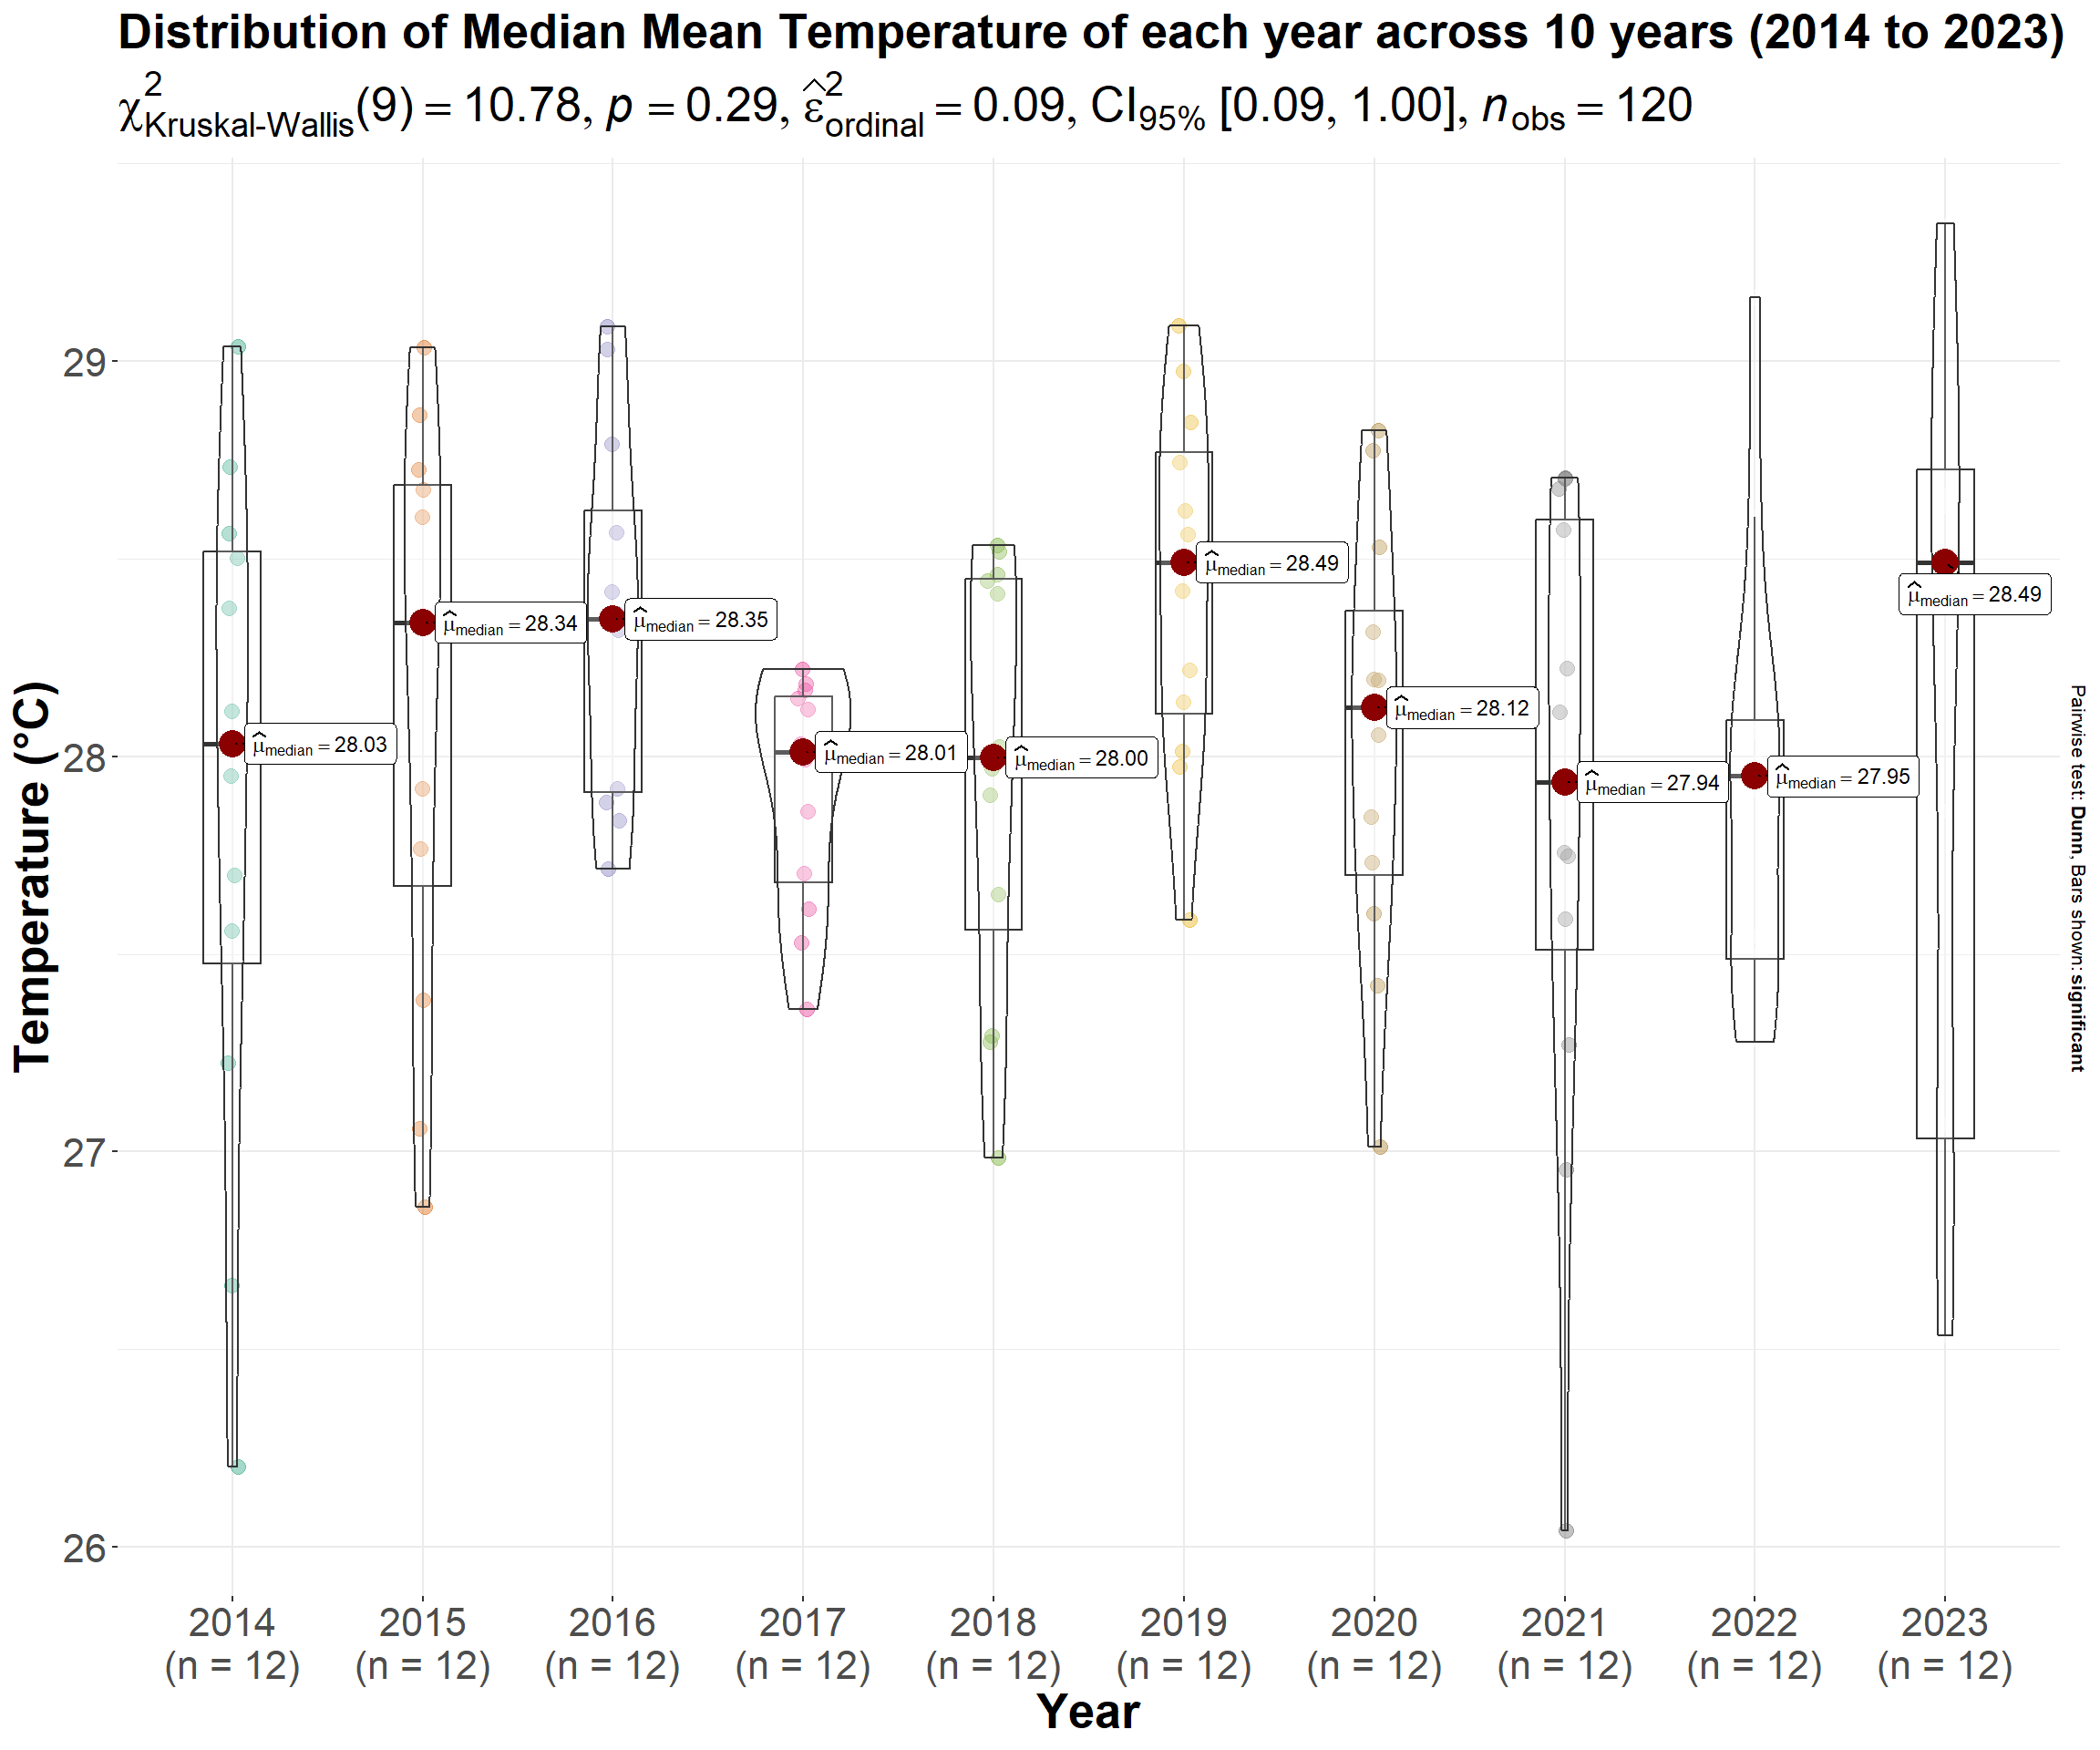 Distribution of Median Mean Temperature of each year across 10 years (2014 to 2023)
χ²Kruskal-Wallis(9) = 10.78, p = 0.29, ε̂²ordinal = 0.09, CI95% [0.09, 1.00], nobs = 120
Temperature (°C)
29
28
27
26
μ̂median = 28.03
μ̂median = 28.34
μ̂median = 28.35
μ̂median = 28.01
μ̂median = 28.00
μ̂median = 28.49
μ̂median = 28.12
μ̂median = 27.94
μ̂median = 27.95
μ̂median = 28.49
Pairwise test: Dunn, Bars shown: significant
2014 2015 2016 2017 2018 2019 2020 2021 2022 2023
(n = 12) (n = 12) (n = 12) (n = 12) (n = 12) (n = 12) (n = 12) (n = 12) (n = 12) (n = 12)
Year